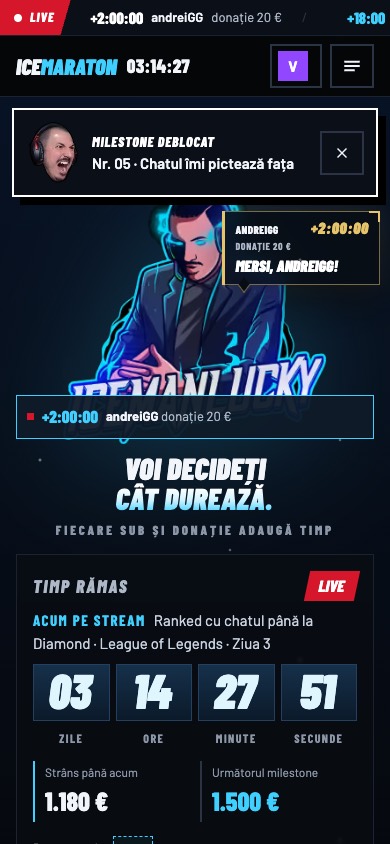 LIVE +2:00:00 andreiGG donație 20 € / +18:00
ICEMARATON 03:14:27 V
MILESTONE DEBLOCAT
Nr. 05 · Chatul îmi pictează fața
ANDREIGG +2:00:00
DONAȚIE 20 €
MERSI, ANDREIGG!
ICEMANLUCKY
+2:00:00 andreiGG donație 20 €
VOI DECIDEȚI
CÂT DUREAZĂ.
FIECARE SUB ȘI DONAȚIE ADAUGĂ TIMP
TIMP RĂMAS LIVE
ACUM PE STREAM Ranked cu chatul până la
Diamond · League of Legends · Ziua 3
03 14 27 51
ZILE ORE MINUTE SECUNDE
Strâns până acum Următorul milestone
1.180 € 1.500 €